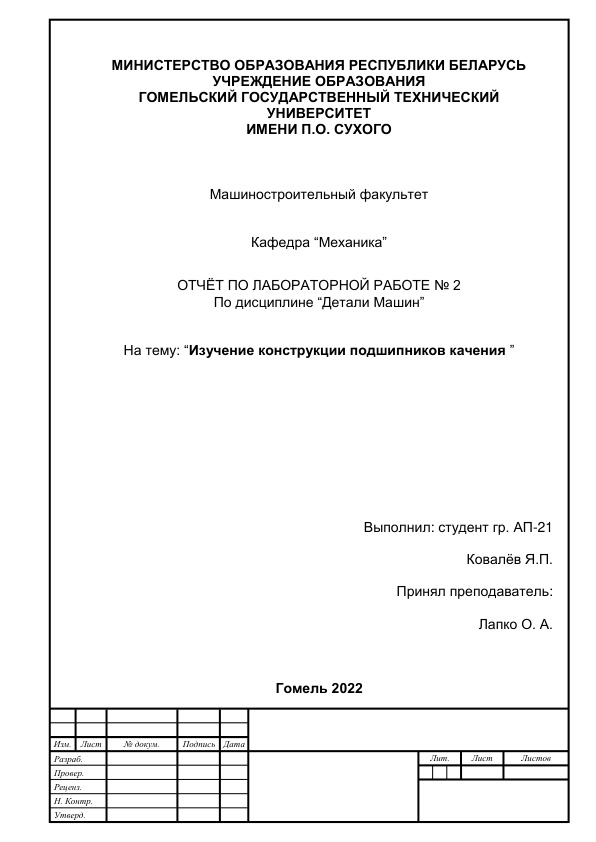 МИНИСТЕРСТВО ОБРАЗОВАНИЯ РЕСПУБЛИКИ БЕЛАРУСЬ
УЧРЕЖДЕНИЕ ОБРАЗОВАНИЯ
ГОМЕЛЬСКИЙ ГОСУДАРСТВЕННЫЙ ТЕХНИЧЕСКИЙ
УНИВЕРСИТЕТ
ИМЕНИ П.О. СУХОГО
Машиностроительный факультет
Кафедра “Механика”
ОТЧЁТ ПО ЛАБОРАТОРНОЙ РАБОТЕ № 2
По дисциплине “Детали Машин”
На тему: “Изучение конструкции подшипников качения ”
Выполнил: студент гр. АП-21
Ковалёв Я.П.
Принял преподаватель:
Лапко О. А.
Гомель 2022
Изм. Лист № докум. Подпись Дата
Разраб. Лит. Лист Листов
Провер.
Реценз.
Н. Контр.
Утверд.